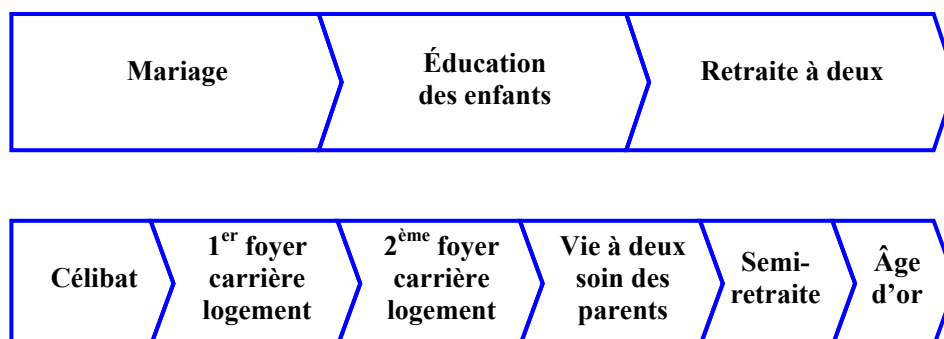 Mariage
Éducation
des enfants
Retraite à deux
Célibat
1er foyer
carrière
logement
2ème foyer
carrière
logement
Vie à deux
soin des
parents
Semi-
retraite
Âge
d'or